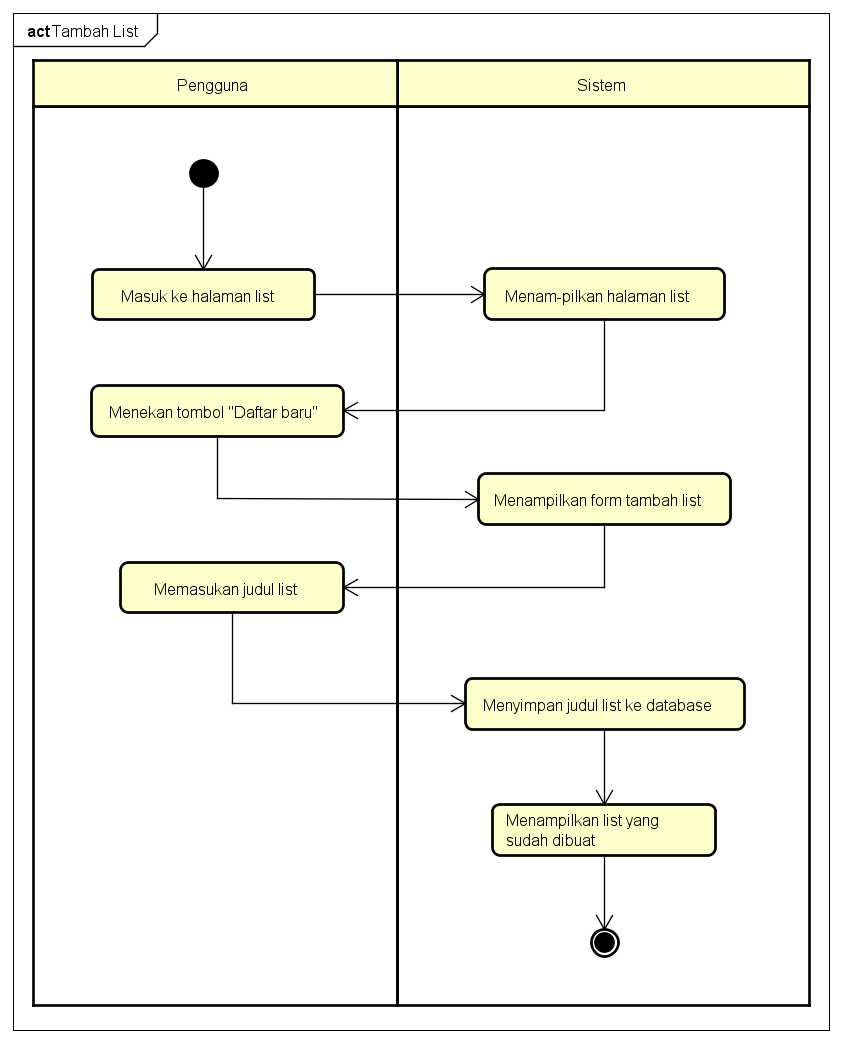 act Tambah List
Pengguna
Sistem
Masuk ke halaman list
Menam-pilkan halaman list
Menekan tombol "Daftar baru"
Menampilkan form tambah list
Memasukan judul list
Menyimpan judul list ke database
Menampilkan list yang
sudah dibuat